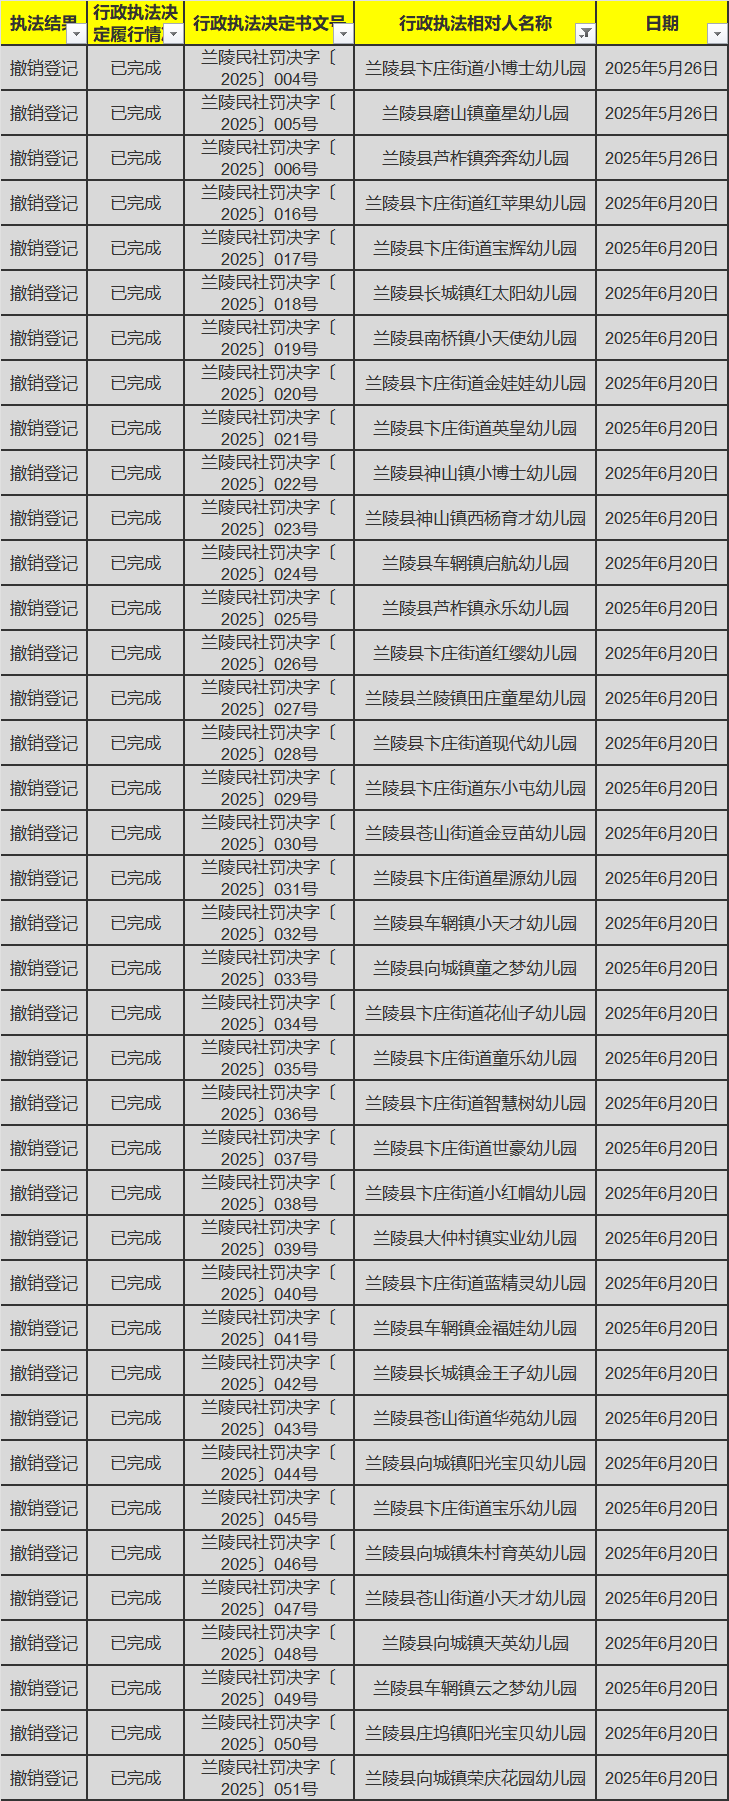 执法结果 行政执法决定履行情况 行政执法决定书文号 行政执法相对人名称 日期
撤销登记 已完成 兰陵民社罚决字〔2025〕004号 兰陵县卞庄街道小博士幼儿园 2025年5月26日
撤销登记 已完成 兰陵民社罚决字〔2025〕005号 兰陵县磨山镇童星幼儿园 2025年5月26日
撤销登记 已完成 兰陵民社罚决字〔2025〕006号 兰陵县芦柞镇奔奔幼儿园 2025年5月26日
撤销登记 已完成 兰陵民社罚决字〔2025〕016号 兰陵县卞庄街道红苹果幼儿园 2025年6月20日
撤销登记 已完成 兰陵民社罚决字〔2025〕017号 兰陵县卞庄街道宝辉幼儿园 2025年6月20日
撤销登记 已完成 兰陵民社罚决字〔2025〕018号 兰陵县长城镇红太阳幼儿园 2025年6月20日
撤销登记 已完成 兰陵民社罚决字〔2025〕019号 兰陵县南桥镇小天使幼儿园 2025年6月20日
撤销登记 已完成 兰陵民社罚决字〔2025〕020号 兰陵县卞庄街道金娃娃幼儿园 2025年6月20日
撤销登记 已完成 兰陵民社罚决字〔2025〕021号 兰陵县卞庄街道英皇幼儿园 2025年6月20日
撤销登记 已完成 兰陵民社罚决字〔2025〕022号 兰陵县神山镇小博士幼儿园 2025年6月20日
撤销登记 已完成 兰陵民社罚决字〔2025〕023号 兰陵县神山镇西杨育才幼儿园 2025年6月20日
撤销登记 已完成 兰陵民社罚决字〔2025〕024号 兰陵县车辋镇启航幼儿园 2025年6月20日
撤销登记 已完成 兰陵民社罚决字〔2025〕025号 兰陵县芦柞镇永乐幼儿园 2025年6月20日
撤销登记 已完成 兰陵民社罚决字〔2025〕026号 兰陵县卞庄街道红缨幼儿园 2025年6月20日
撤销登记 已完成 兰陵民社罚决字〔2025〕027号 兰陵县兰陵镇田庄童星幼儿园 2025年6月20日
撤销登记 已完成 兰陵民社罚决字〔2025〕028号 兰陵县卞庄街道现代幼儿园 2025年6月20日
撤销登记 已完成 兰陵民社罚决字〔2025〕029号 兰陵县卞庄街道东小屯幼儿园 2025年6月20日
撤销登记 已完成 兰陵民社罚决字〔2025〕030号 兰陵县苍山街道金豆苗幼儿园 2025年6月20日
撤销登记 已完成 兰陵民社罚决字〔2025〕031号 兰陵县卞庄街道星源幼儿园 2025年6月20日
撤销登记 已完成 兰陵民社罚决字〔2025〕032号 兰陵县车辋镇小天才幼儿园 2025年6月20日
撤销登记 已完成 兰陵民社罚决字〔2025〕033号 兰陵县向城镇童之梦幼儿园 2025年6月20日
撤销登记 已完成 兰陵民社罚决字〔2025〕034号 兰陵县卞庄街道花仙子幼儿园 2025年6月20日
撤销登记 已完成 兰陵民社罚决字〔2025〕035号 兰陵县卞庄街道童乐幼儿园 2025年6月20日
撤销登记 已完成 兰陵民社罚决字〔2025〕036号 兰陵县卞庄街道智慧树幼儿园 2025年6月20日
撤销登记 已完成 兰陵民社罚决字〔2025〕037号 兰陵县卞庄街道世豪幼儿园 2025年6月20日
撤销登记 已完成 兰陵民社罚决字〔2025〕038号 兰陵县卞庄街道小红帽幼儿园 2025年6月20日
撤销登记 已完成 兰陵民社罚决字〔2025〕039号 兰陵县大仲村镇实业幼儿园 2025年6月20日
撤销登记 已完成 兰陵民社罚决字〔2025〕040号 兰陵县卞庄街道蓝精灵幼儿园 2025年6月20日
撤销登记 已完成 兰陵民社罚决字〔2025〕041号 兰陵县车辋镇金福娃幼儿园 2025年6月20日
撤销登记 已完成 兰陵民社罚决字〔2025〕042号 兰陵县长城镇金王子幼儿园 2025年6月20日
撤销登记 已完成 兰陵民社罚决字〔2025〕043号 兰陵县苍山街道华苑幼儿园 2025年6月20日
撤销登记 已完成 兰陵民社罚决字〔2025〕044号 兰陵县向城镇阳光宝贝幼儿园 2025年6月20日
撤销登记 已完成 兰陵民社罚决字〔2025〕045号 兰陵县卞庄街道宝乐幼儿园 2025年6月20日
撤销登记 已完成 兰陵民社罚决字〔2025〕046号 兰陵县向城镇朱村育英幼儿园 2025年6月20日
撤销登记 已完成 兰陵民社罚决字〔2025〕047号 兰陵县苍山街道小天才幼儿园 2025年6月20日
撤销登记 已完成 兰陵民社罚决字〔2025〕048号 兰陵县向城镇天英幼儿园 2025年6月20日
撤销登记 已完成 兰陵民社罚决字〔2025〕049号 兰陵县车辋镇云之梦幼儿园 2025年6月20日
撤销登记 已完成 兰陵民社罚决字〔2025〕050号 兰陵县庄坞镇阳光宝贝幼儿园 2025年6月20日
撤销登记 已完成 兰陵民社罚决字〔2025〕051号 兰陵县向城镇荣庆花园幼儿园 2025年6月20日